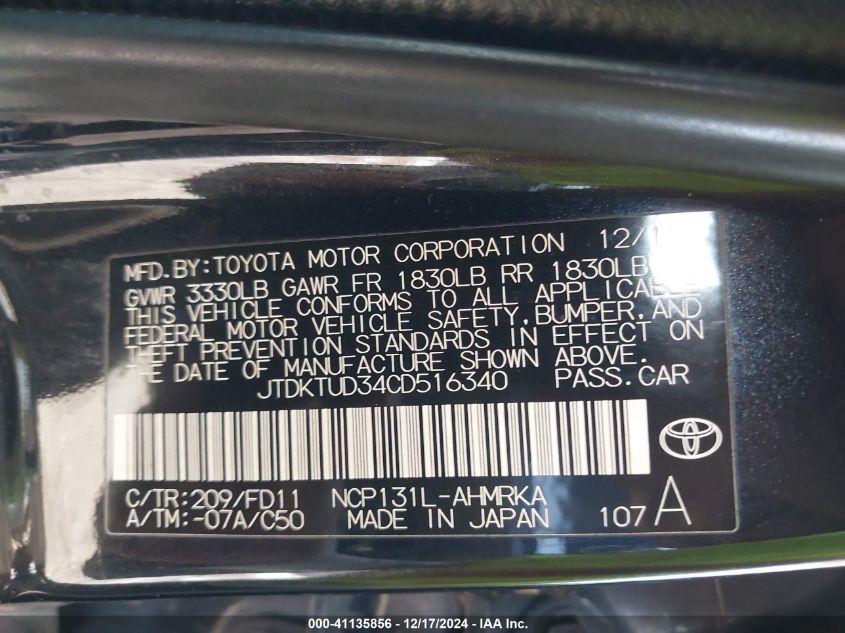 MFD.BY:TOYOTA MOTOR CORPORATION 12/1
GVWR 3330LB GAWR FR 1830LB RR 1830LB
THIS VEHICLE CONFORMS TO ALL APPLICABLE
FEDERAL MOTOR VEHICLE SAFETY,BUMPER,AND
THEFT PREVENTION STANDARDS IN EFFECT ON
THE DATE OF MANUFACTURE SHOWN ABOVE.
JTDKTUD34CD516340 PASS.CAR
C/TR:209/FD11 NCP131L-AHMRKA
A/TM:-07A/C50 MADE IN JAPAN 107 A
000-41135856 - 12/17/2024 - IAA Inc.